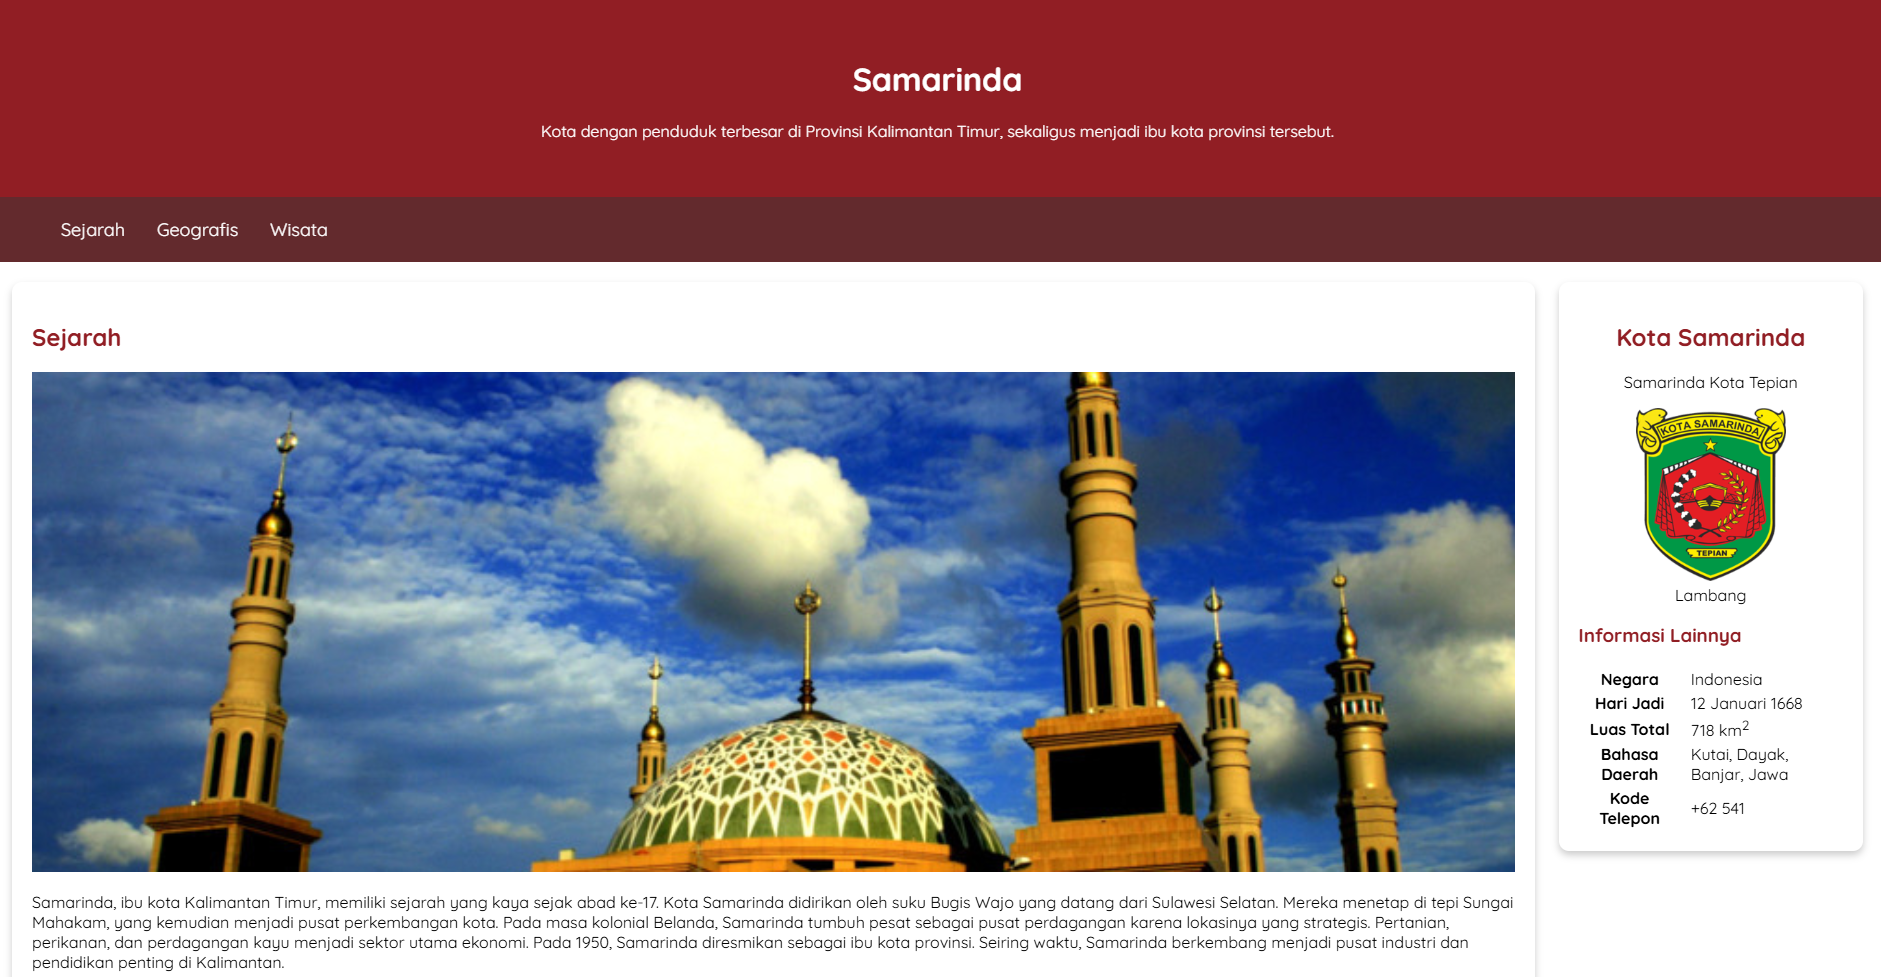 Samarinda
Kota dengan penduduk terbesar di Provinsi Kalimantan Timur, sekaligus menjadi ibu kota provinsi tersebut.
Sejarah
Geografis
Wisata
Sejarah
Samarinda, ibu kota Kalimantan Timur, memiliki sejarah yang kaya sejak abad ke-17. Kota Samarinda didirikan oleh suku Bugis Wajo yang datang dari Sulawesi Selatan. Mereka menetap di tepi Sungai
Mahakam, yang kemudian menjadi pusat perkembangan kota. Pada masa kolonial Belanda, Samarinda tumbuh pesat sebagai pusat perdagangan karena lokasinya yang strategis. Pertanian,
perikanan, dan perdagangan kayu menjadi sektor utama ekonomi. Pada 1950, Samarinda diresmikan sebagai ibu kota provinsi. Seiring waktu, Samarinda berkembang menjadi pusat industri dan
pendidikan penting di Kalimantan.
Kota Samarinda
Samarinda Kota Tepian
KOTA SAMARINDA
TEPIAN
Lambang
Informasi Lainnya
Negara Indonesia
Hari Jadi 12 Januari 1668
Luas Total 718 km²
Bahasa Daerah Kutai, Dayak,
Banjar, Jawa
Kode Telepon +62 541